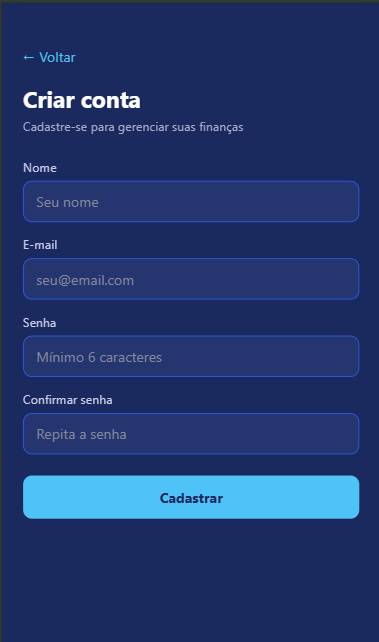 ← Voltar
Criar conta
Cadastre-se para gerenciar suas finanças
Nome
Seu nome
E-mail
seu@email.com
Senha
Mínimo 6 caracteres
Confirmar senha
Repita a senha
Cadastrar